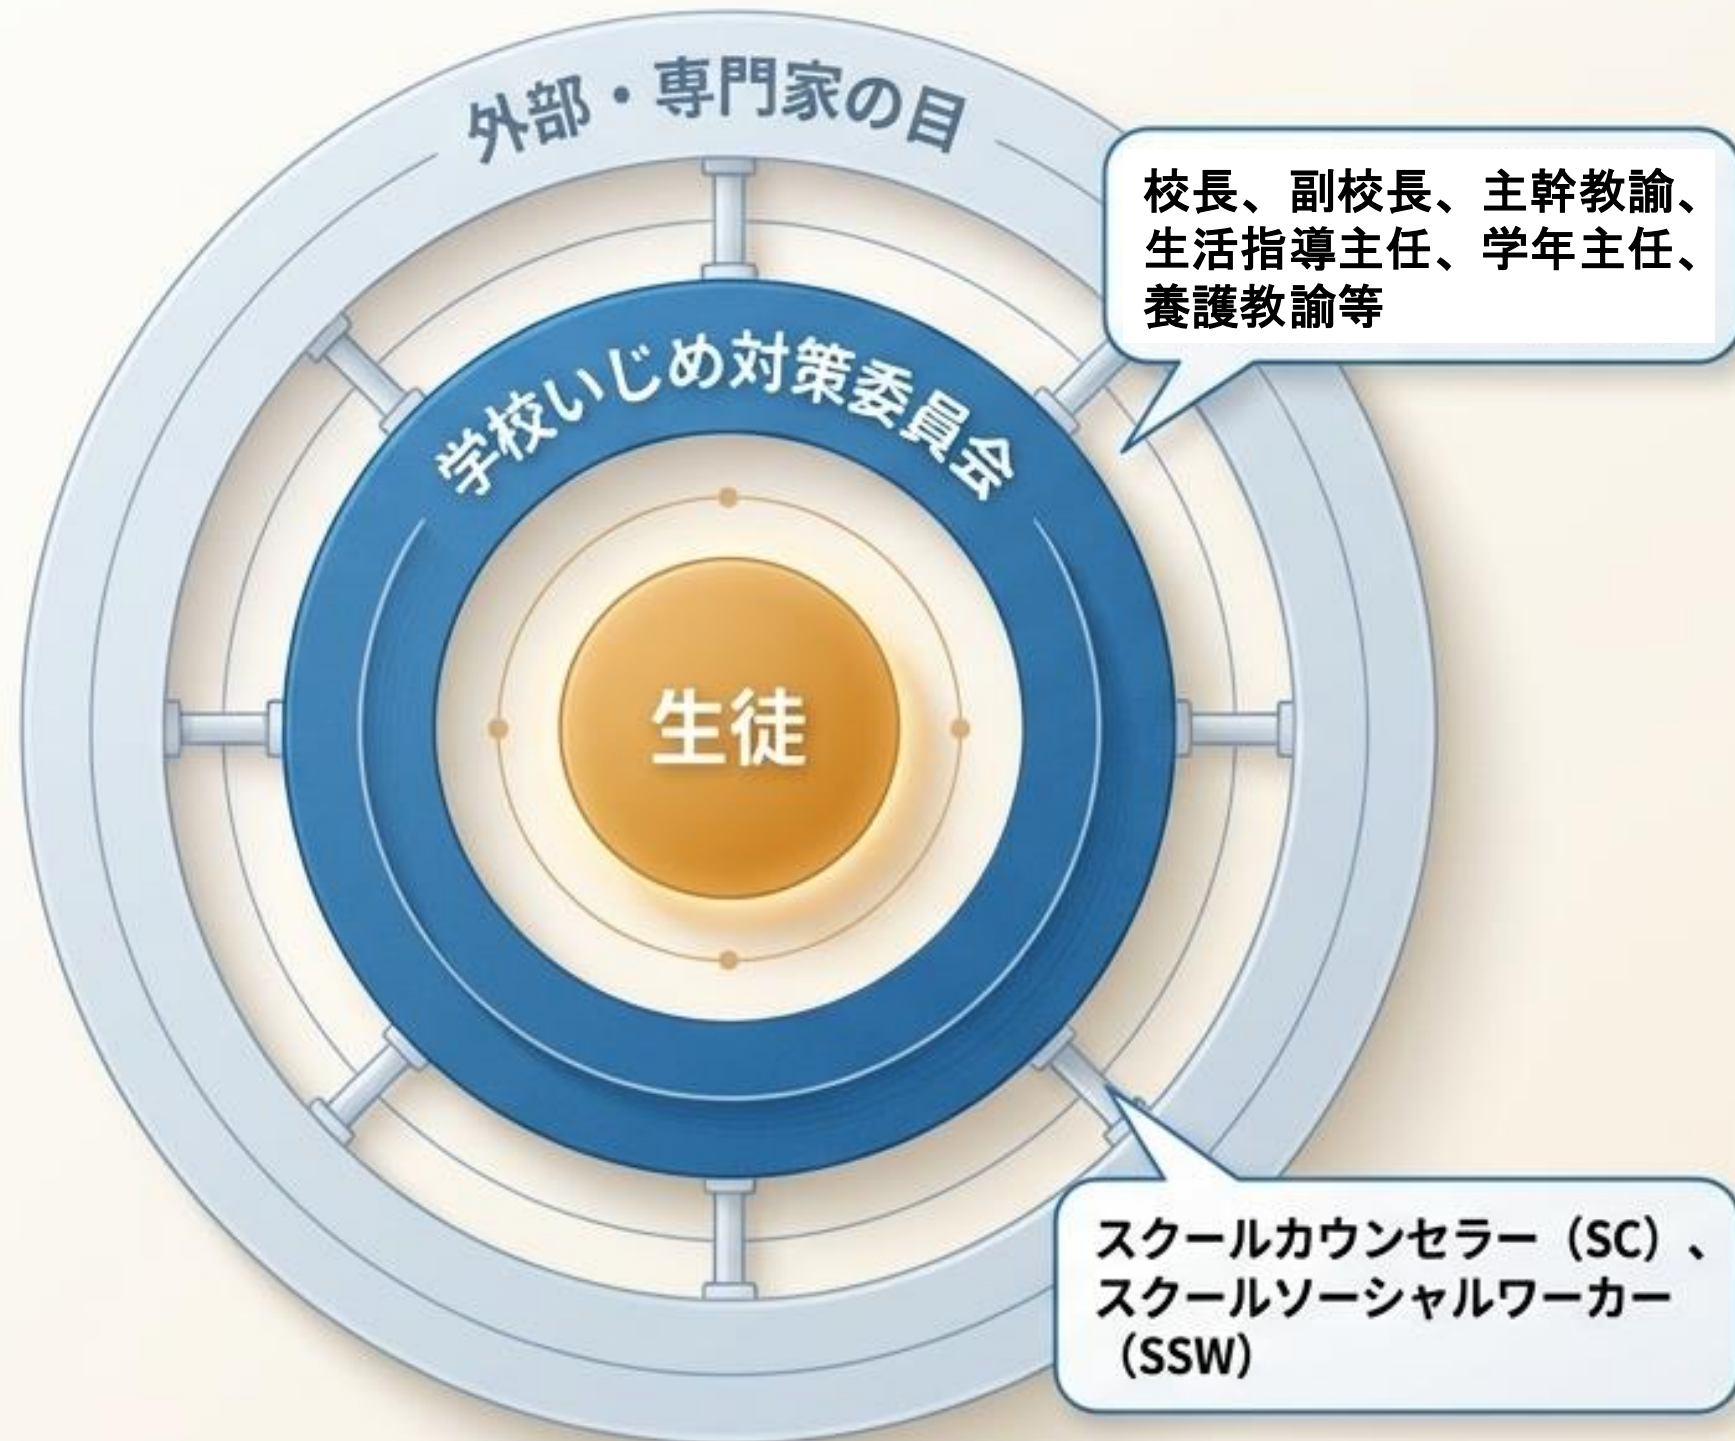 外部・専門家の目
校長、副校長、主幹教諭、
生活指導主任、学年主任、
養護教諭等
学校いじめ対策委員会
生徒
スクールカウンセラー（SC）、
スクールソーシャルワーカー
（SSW）